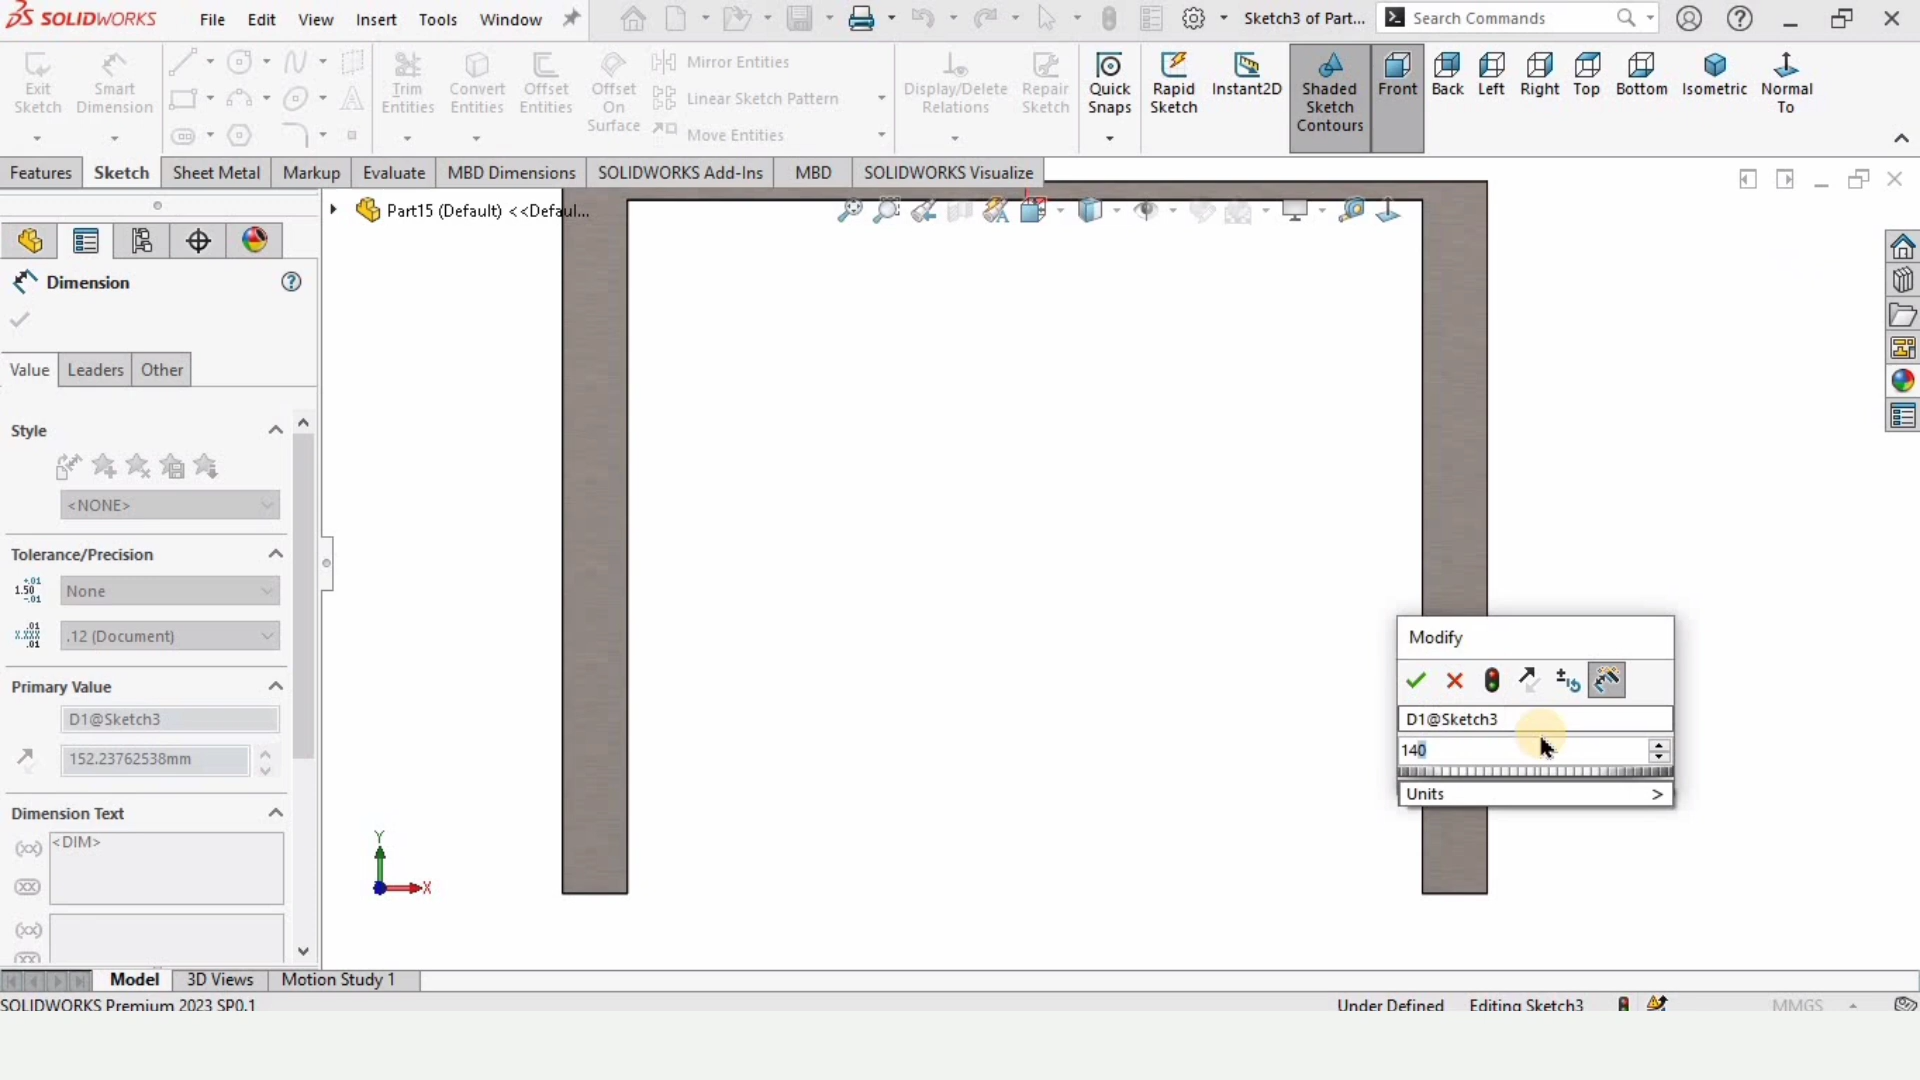 SOLIDWORKS File Edit View Insert Tools Window Sketch3 of Part... Search Commands
Exit Sketch
Smart Dimension
Trim Entities
Convert Entities
Offset Entities
Offset On Surface
Mirror Entities
Linear Sketch Pattern
Move Entities
Display/Delete Relations
Repair Sketch
Quick Snaps
Rapid Sketch
Instant2D
Shaded Sketch Contours
Front Back Left Right Top Bottom Isometric Normal To
Features Sketch Sheet Metal Markup Evaluate MBD Dimensions SOLIDWORKS Add-Ins MBD SOLIDWORKS Visualize
Part15 (Default) <<Defaul...
Dimension
Value Leaders Other
Style
<NONE>
Tolerance/Precision
None
.12 (Document)
Primary Value
D1@Sketch3
152.23762538mm
Dimension Text
<DIM>
Y
X
Modify
D1@Sketch3
140
Units >
Model 3D Views Motion Study 1
SOLIDWORKS Premium 2023 SP0.1 Under Defined Editing Sketch3 MMGS